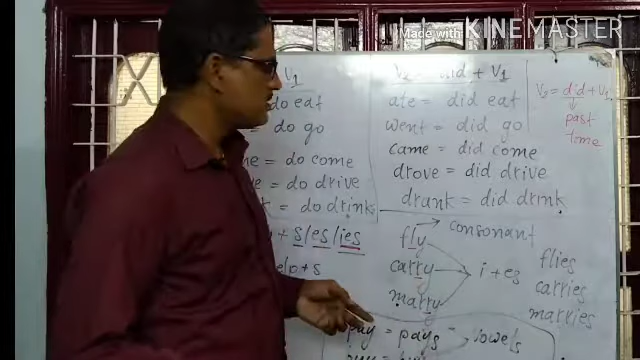 Made with KINEMASTER
V1
do eat
= do go
= do come
= do drive
= do drink
+ s/es/ies
+ s
V2 = did + V1
ate = did eat
went = did go
came = did come
drove = did drive
drank = did drink
V2 = did + V1
past
time
fly → consonant
carry
marry
i + es
flies
carries
marries
pay = pays - vowels